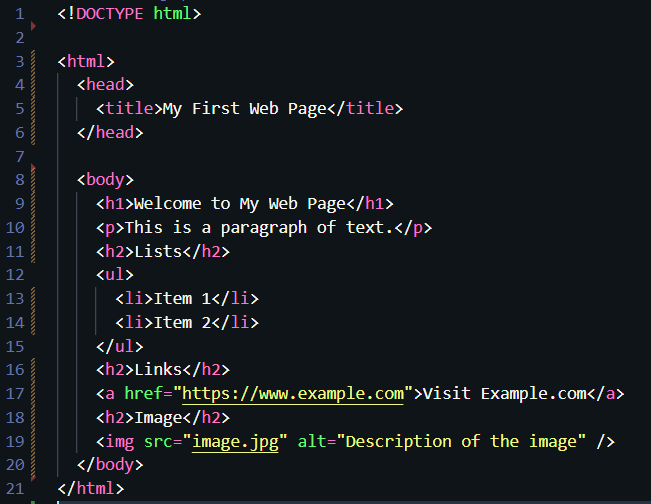 1 <!DOCTYPE html>
2
3 <html>
4   <head>
5     <title>My First Web Page</title>
6   </head>
7
8   <body>
9     <h1>Welcome to My Web Page</h1>
10     <p>This is a paragraph of text.</p>
11     <h2>Lists</h2>
12     <ul>
13       <li>Item 1</li>
14       <li>Item 2</li>
15     </ul>
16     <h2>Links</h2>
17     <a href="https://www.example.com">Visit Example.com</a>
18     <h2>Image</h2>
19     <img src="image.jpg" alt="Description of the image" />
20   </body>
21 </html>